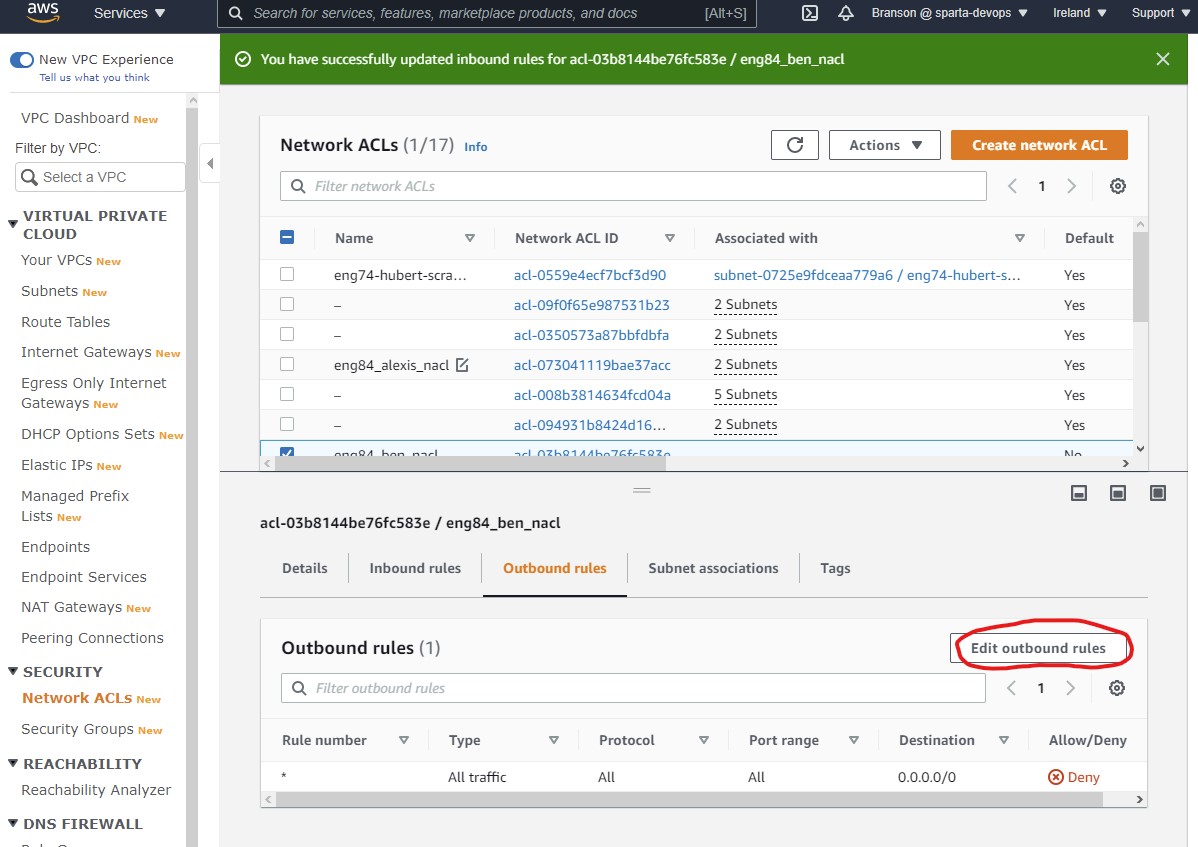 aws Services Search for services, features, marketplace products, and docs [Alt+S] Branson @ sparta-devops Ireland Support
New VPC Experience
Tell us what you think
VPC Dashboard New
Filter by VPC:
Select a VPC
VIRTUAL PRIVATE
CLOUD
Your VPCs New
Subnets New
Route Tables
Internet Gateways New
Egress Only Internet
Gateways New
DHCP Options Sets New
Elastic IPs New
Managed Prefix
Lists New
Endpoints
Endpoint Services
NAT Gateways New
Peering Connections
SECURITY
Network ACLs New
Security Groups New
REACHABILITY
Reachability Analyzer
DNS FIREWALL
You have successfully updated inbound rules for acl-03b8144be76fc583e / eng84_ben_nacl
Network ACLs (1/17) Info Actions Create network ACL
Filter network ACLs 1
Name Network ACL ID Associated with Default
eng74-hubert-scra... acl-0559e4ecf7bcf3d90 subnet-0725e9fdceaa779a6 / eng74-hubert-s... Yes
– acl-09f0f65e987531b23 2 Subnets Yes
– acl-0350573a87bbfdbfa 2 Subnets Yes
eng84_alexis_nacl acl-073041119bae37acc 2 Subnets Yes
– acl-008b3814634fcd04a 5 Subnets Yes
– acl-094931b8424d16... 2 Subnets Yes
eng84_ben_nacl acl-03b8144be76fc583e – No
acl-03b8144be76fc583e / eng84_ben_nacl
Details Inbound rules Outbound rules Subnet associations Tags
Outbound rules (1) Edit outbound rules
Filter outbound rules 1
Rule number Type Protocol Port range Destination Allow/Deny
* All traffic All All 0.0.0.0/0 Deny